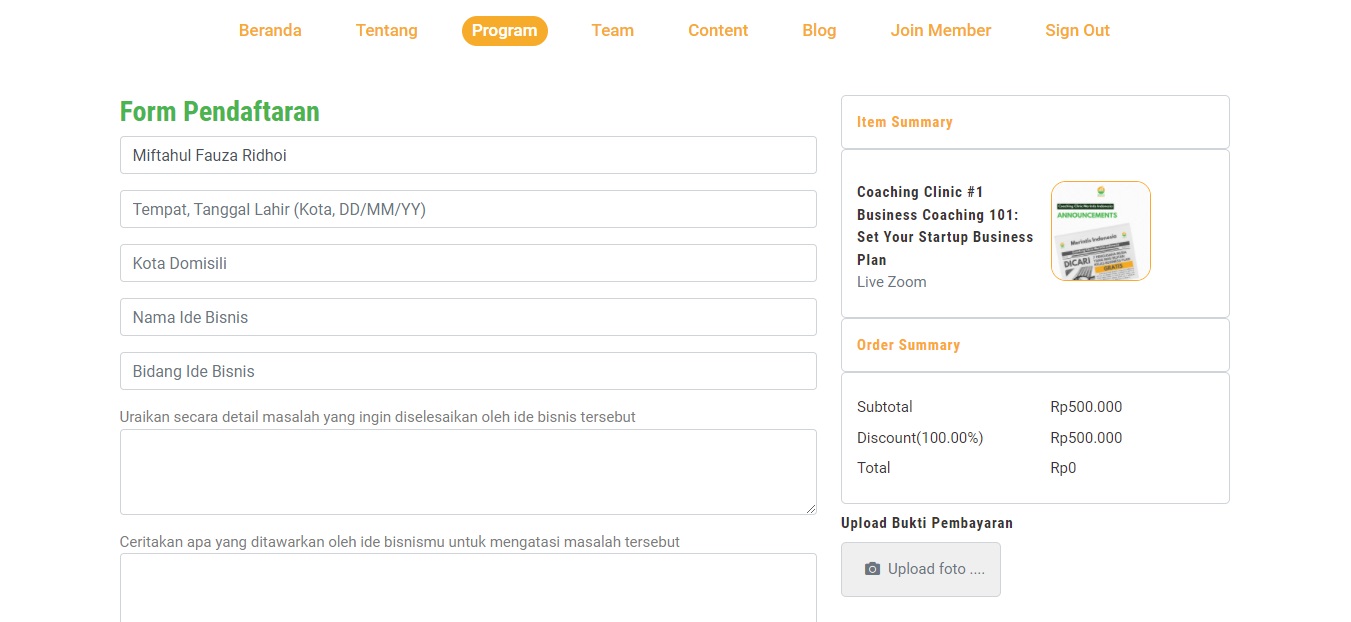 Beranda Tentang Program Team Content Blog Join Member Sign Out
Form Pendaftaran
Miftahul Fauza Ridhoi
Tempat, Tanggal Lahir (Kota, DD/MM/YY)
Kota Domisili
Nama Ide Bisnis
Bidang Ide Bisnis
Uraikan secara detail masalah yang ingin diselesaikan oleh ide bisnis tersebut
Ceritakan apa yang ditawarkan oleh ide bisnismu untuk mengatasi masalah tersebut
Item Summary
Coaching Clinic #1
Business Coaching 101:
Set Your Startup Business
Plan
Live Zoom
ANNOUNCEMENTS
DICARI
GRATIS
Order Summary
Subtotal Rp500.000
Discount(100.00%) Rp500.000
Total Rp0
Upload Bukti Pembayaran
Upload foto ....